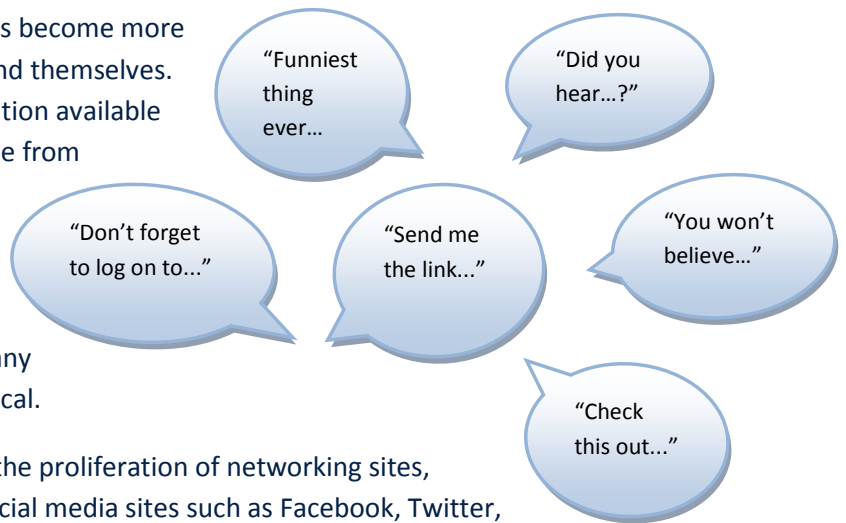 s become more
nd themselves.
tion available
e from
“Funniest
thing
ever…
“Did you
hear…?”
“Don’t forget
to log on to...”
“Send me
the link...”
“You won’t
believe…”
any
cal.
“Check
this out...”
the proliferation of networking sites,
cial media sites such as Facebook, Twitter,